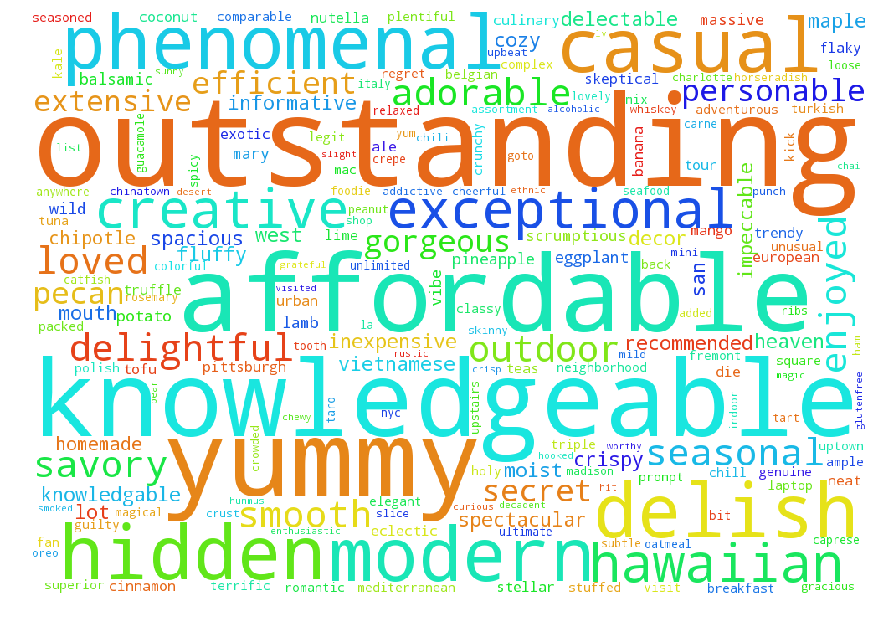 seasoned coconut comparable nutella plentiful culinary delectable massive maple
phenomenal casual
upbeat cozy flaky
kale complex loose
balsamic efficient italy regret belgian skeptical charlotte horseradish
extensive informative adorable lovely nix personable
relaxed assortment alcoholic whiskey adventurous turkish
outstanding
guacamole exotic legit yum chili crunchy goto banana carne kick
list mary ale tour
spicy slight crepe mac chai
anywhere chinatown desert foodie addictive cheerful ethnic seafood punch
creative exceptional impeccable
wild peanut mango trendy
tuna shop
chipotle spacious west lime gorgeous scrumptious decor unusual
loved fluffy pineapple eggplant back mini european enjoyed
colorful unlimited grateful
catfish vibe san
pecan truffle rosemary visited affordable
urban classy added ribs
mouth potato lamb la
packed skinny
delightful tooth inexpensive outdoor recommended heaven
rustic fremont square
polish tofu pittsburgh vietnamese crisp mild neighborhood
teas die magic
knowledgeable
beer taro nyc upstairs indoor glutenfree
chewy tart
homemade yummy triple worthy seasonal uptown
crowded hooked
savory holy moist madison crispy chill genuine ample
knowledgable secret hit prompt laptop neat
smoked hummus elegant curious decadent
lot magical smooth slice spectacular bit delish
guilty crust enthusiastic eclectic ultimate
fan subtle oatmeal caprese
oreo hidden modern hawaiian
superior cinnamon terrific romantic mediterranean stellar stuffed visit breakfast gracious